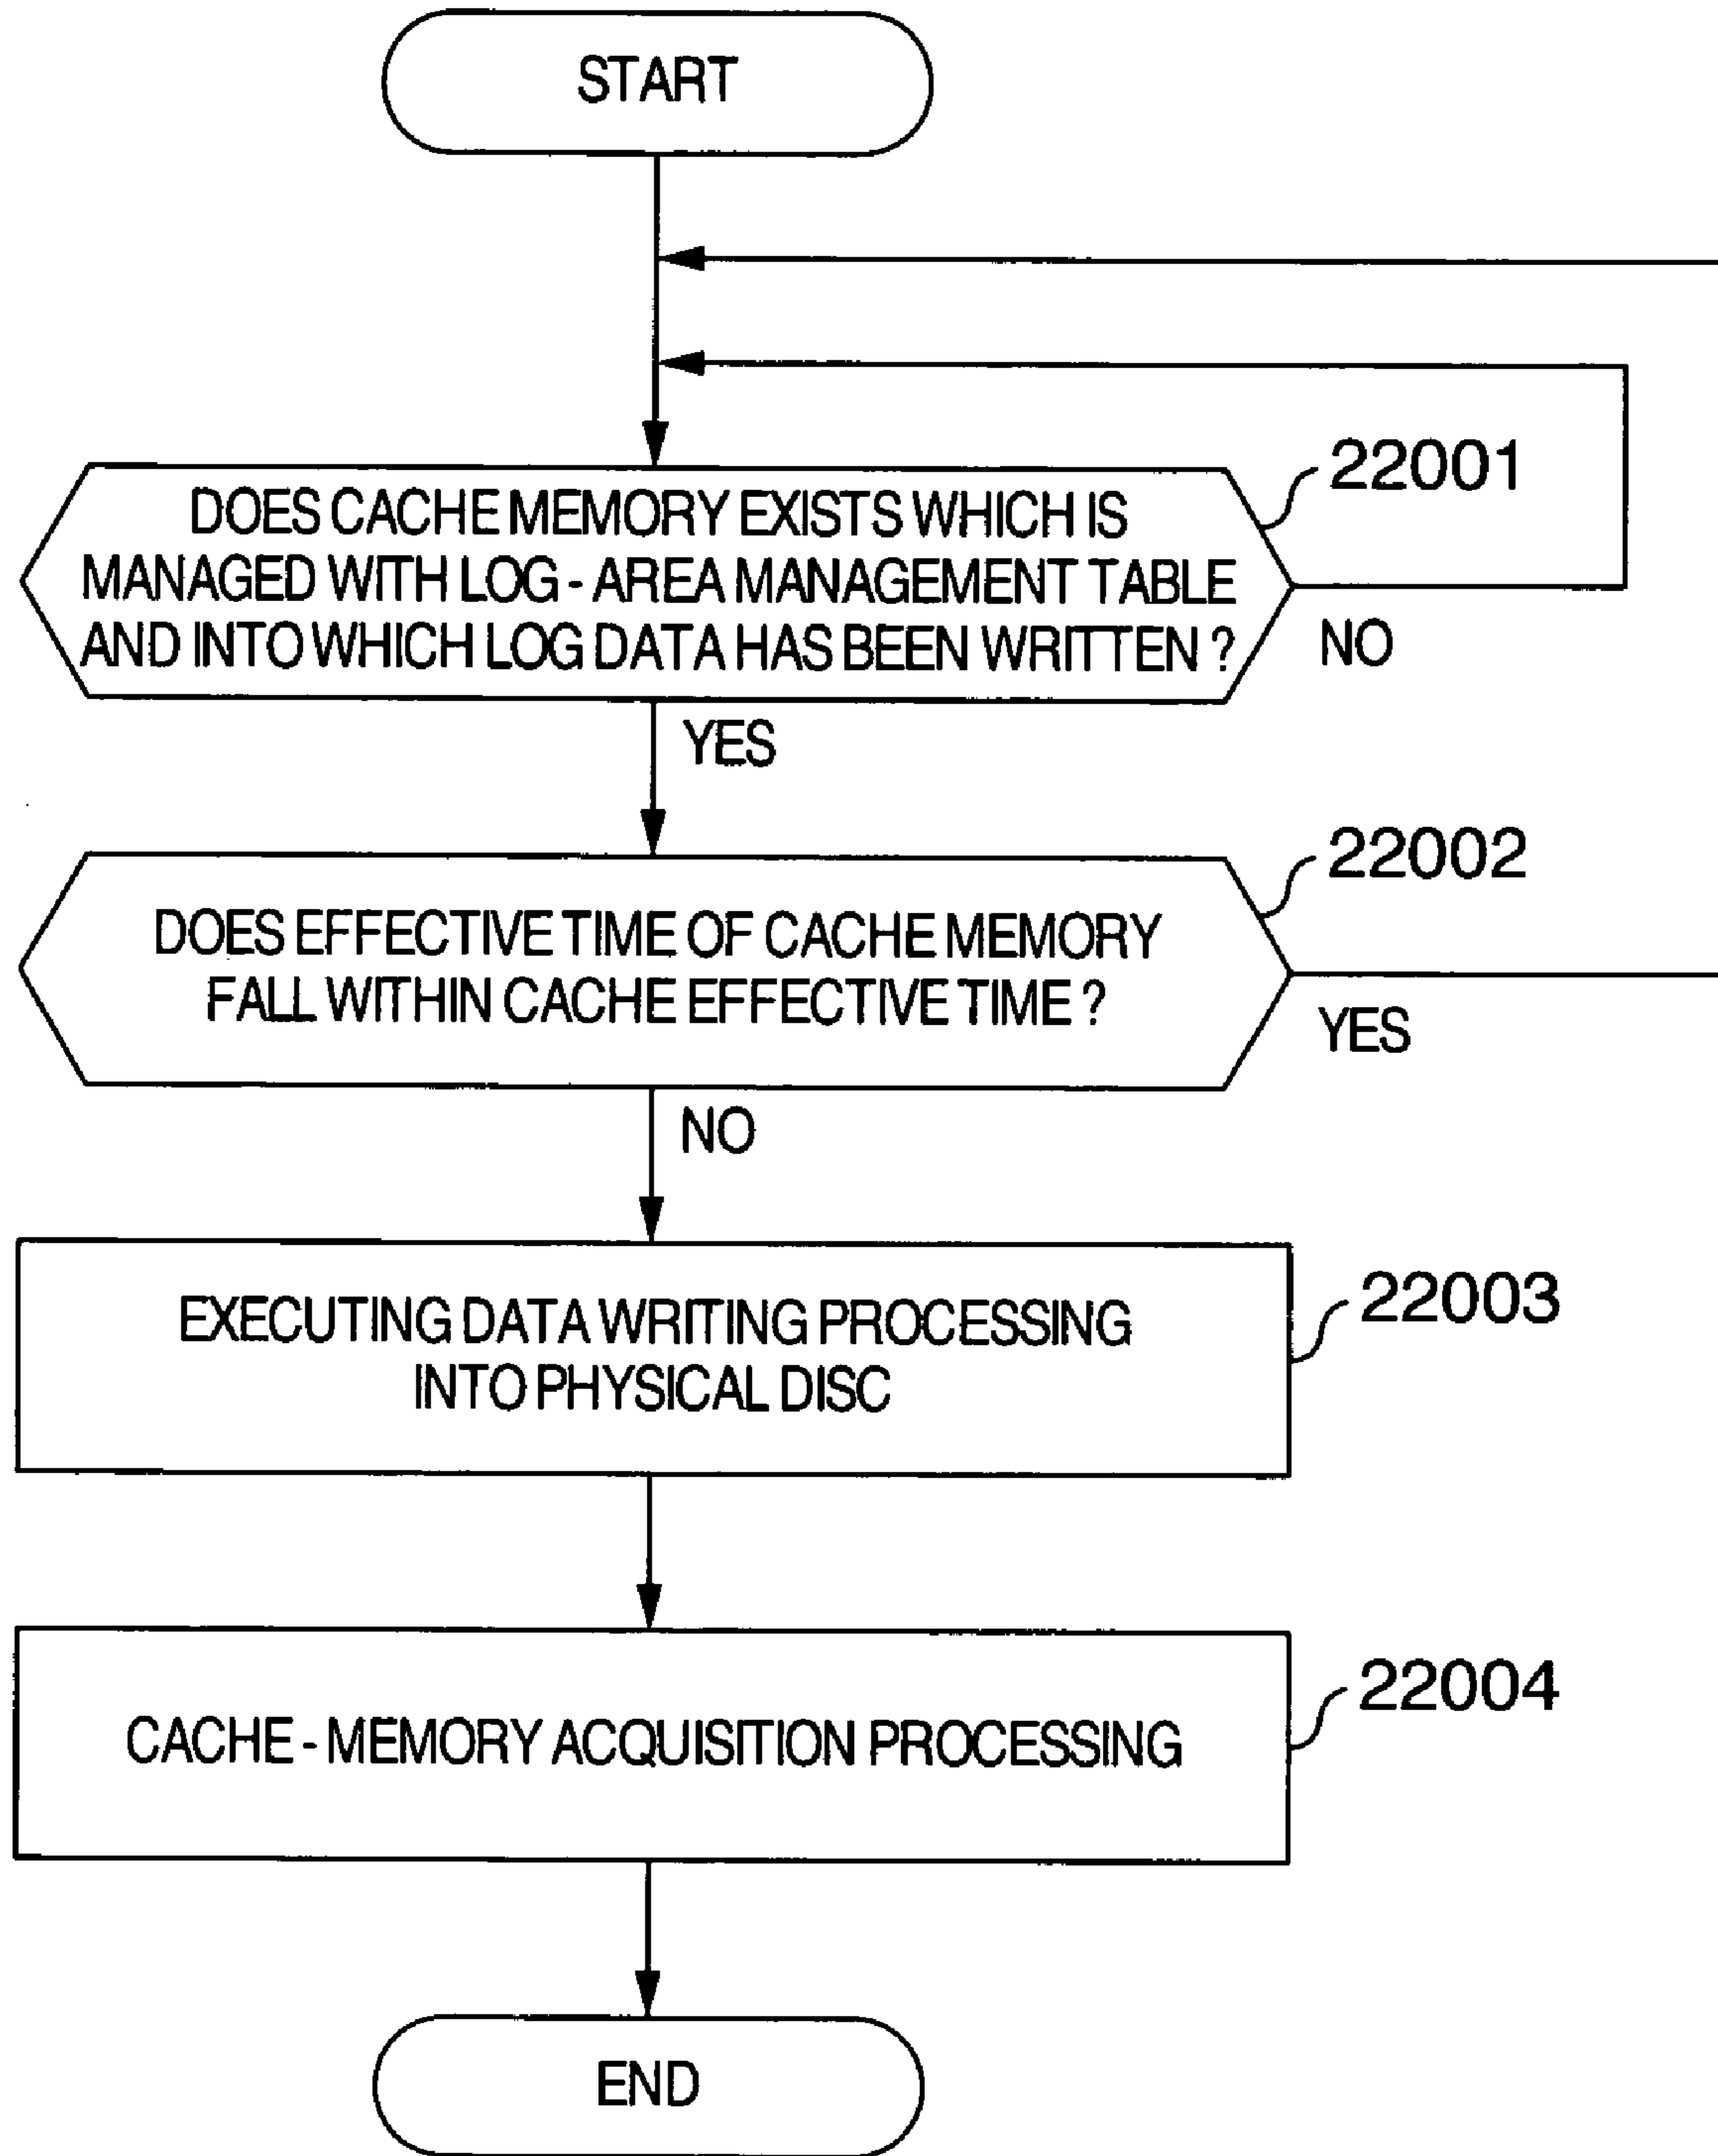 START
22001
DOES CACHE MEMORY EXISTS WHICH IS
MANAGED WITH LOG - AREA MANAGEMENT TABLE
AND INTO WHICH LOG DATA HAS BEEN WRITTEN ?
NO
YES
22002
DOES EFFECTIVE TIME OF CACHE MEMORY
FALL WITHIN CACHE EFFECTIVE TIME ?
YES
NO
22003
EXECUTING DATA WRITING PROCESSING
INTO PHYSICAL DISC
22004
CACHE - MEMORY ACQUISITION PROCESSING
END